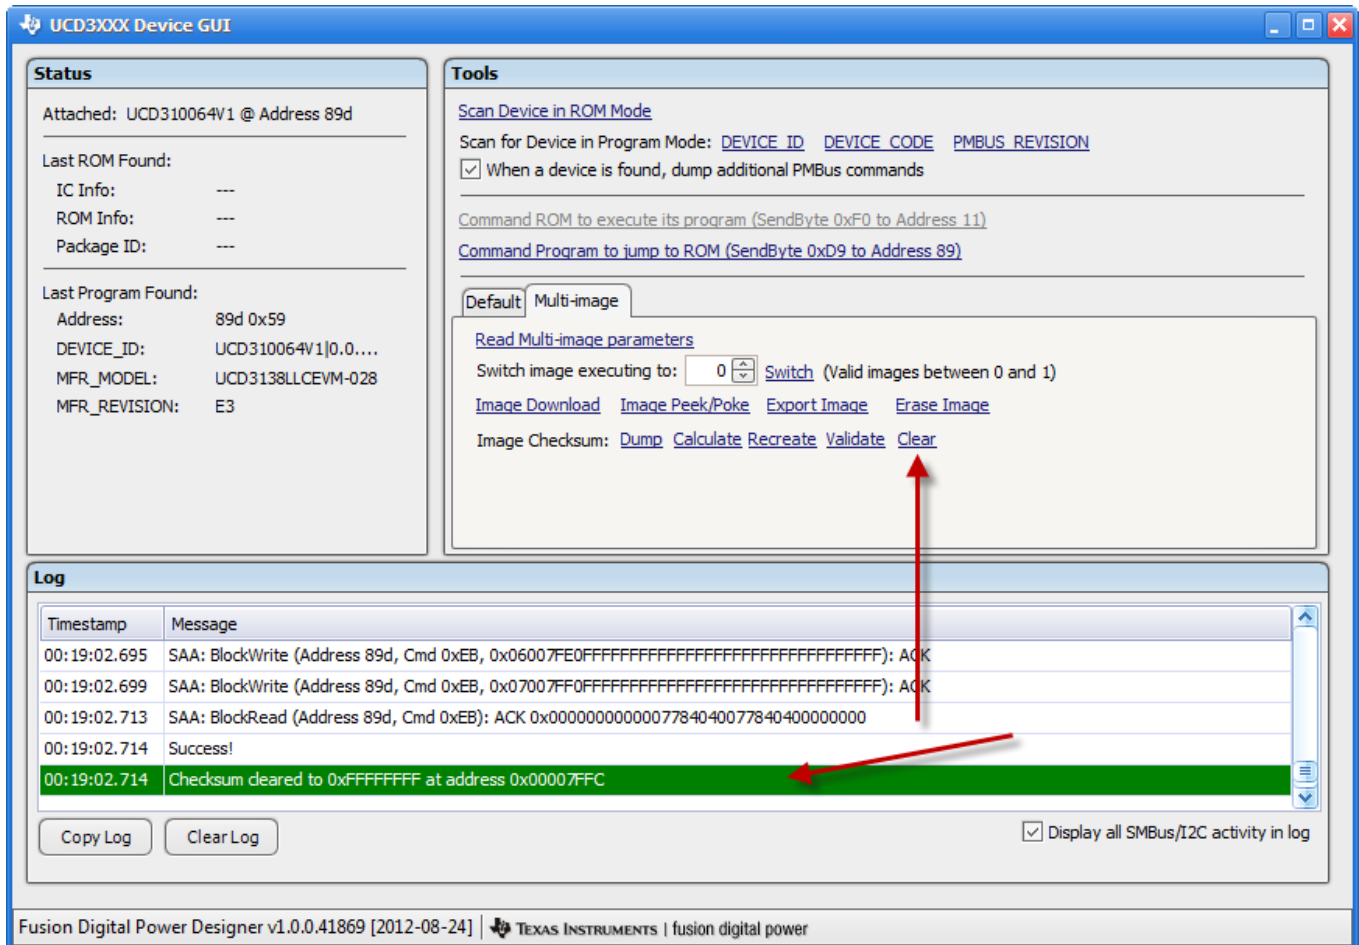 UCD3XXX Device GUI
Status
Attached: UCD310064V1 @ Address 89d
Last ROM Found:
IC Info: ---
ROM Info: ---
Package ID: ---
Last Program Found:
Address: 89d 0x59
DEVICE_ID: UCD310064V1|0.0....
MFR_MODEL: UCD3138LLCEVM-028
MFR_REVISION: E3
Tools
Scan Device in ROM Mode
Scan for Device in Program Mode: DEVICE_ID DEVICE_CODE PMBUS_REVISION
When a device is found, dump additional PMBus commands
Command ROM to execute its program (SendByte 0xF0 to Address 11)
Command Program to jump to ROM (SendByte 0xD9 to Address 89)
Default Multi-image
Read Multi-image parameters
Switch image executing to: 0 Switch (Valid images between 0 and 1)
Image Download Image Peek/Poke Export Image Erase Image
Image Checksum: Dump Calculate Recreate Validate Clear
Log
Timestamp Message
00:19:02.695 SAA: BlockWrite (Address 89d, Cmd 0xEB, 0x06007FE0FFFFFFFFFFFFFFFFFFFFFFFFFFFFFFFF): ACK
00:19:02.699 SAA: BlockWrite (Address 89d, Cmd 0xEB, 0x07007FF0FFFFFFFFFFFFFFFFFFFFFFFFFFFFFFFF): ACK
00:19:02.713 SAA: BlockRead (Address 89d, Cmd 0xEB): ACK 0x00000000000077840400778404000000000
00:19:02.714 Success!
00:19:02.714 Checksum cleared to 0xFFFFFFFF at address 0x00007FFC
Copy Log Clear Log Display all SMBus/I2C activity in log
Fusion Digital Power Designer v1.0.0.41869 [2012-08-24] TEXAS INSTRUMENTS | fusion digital power